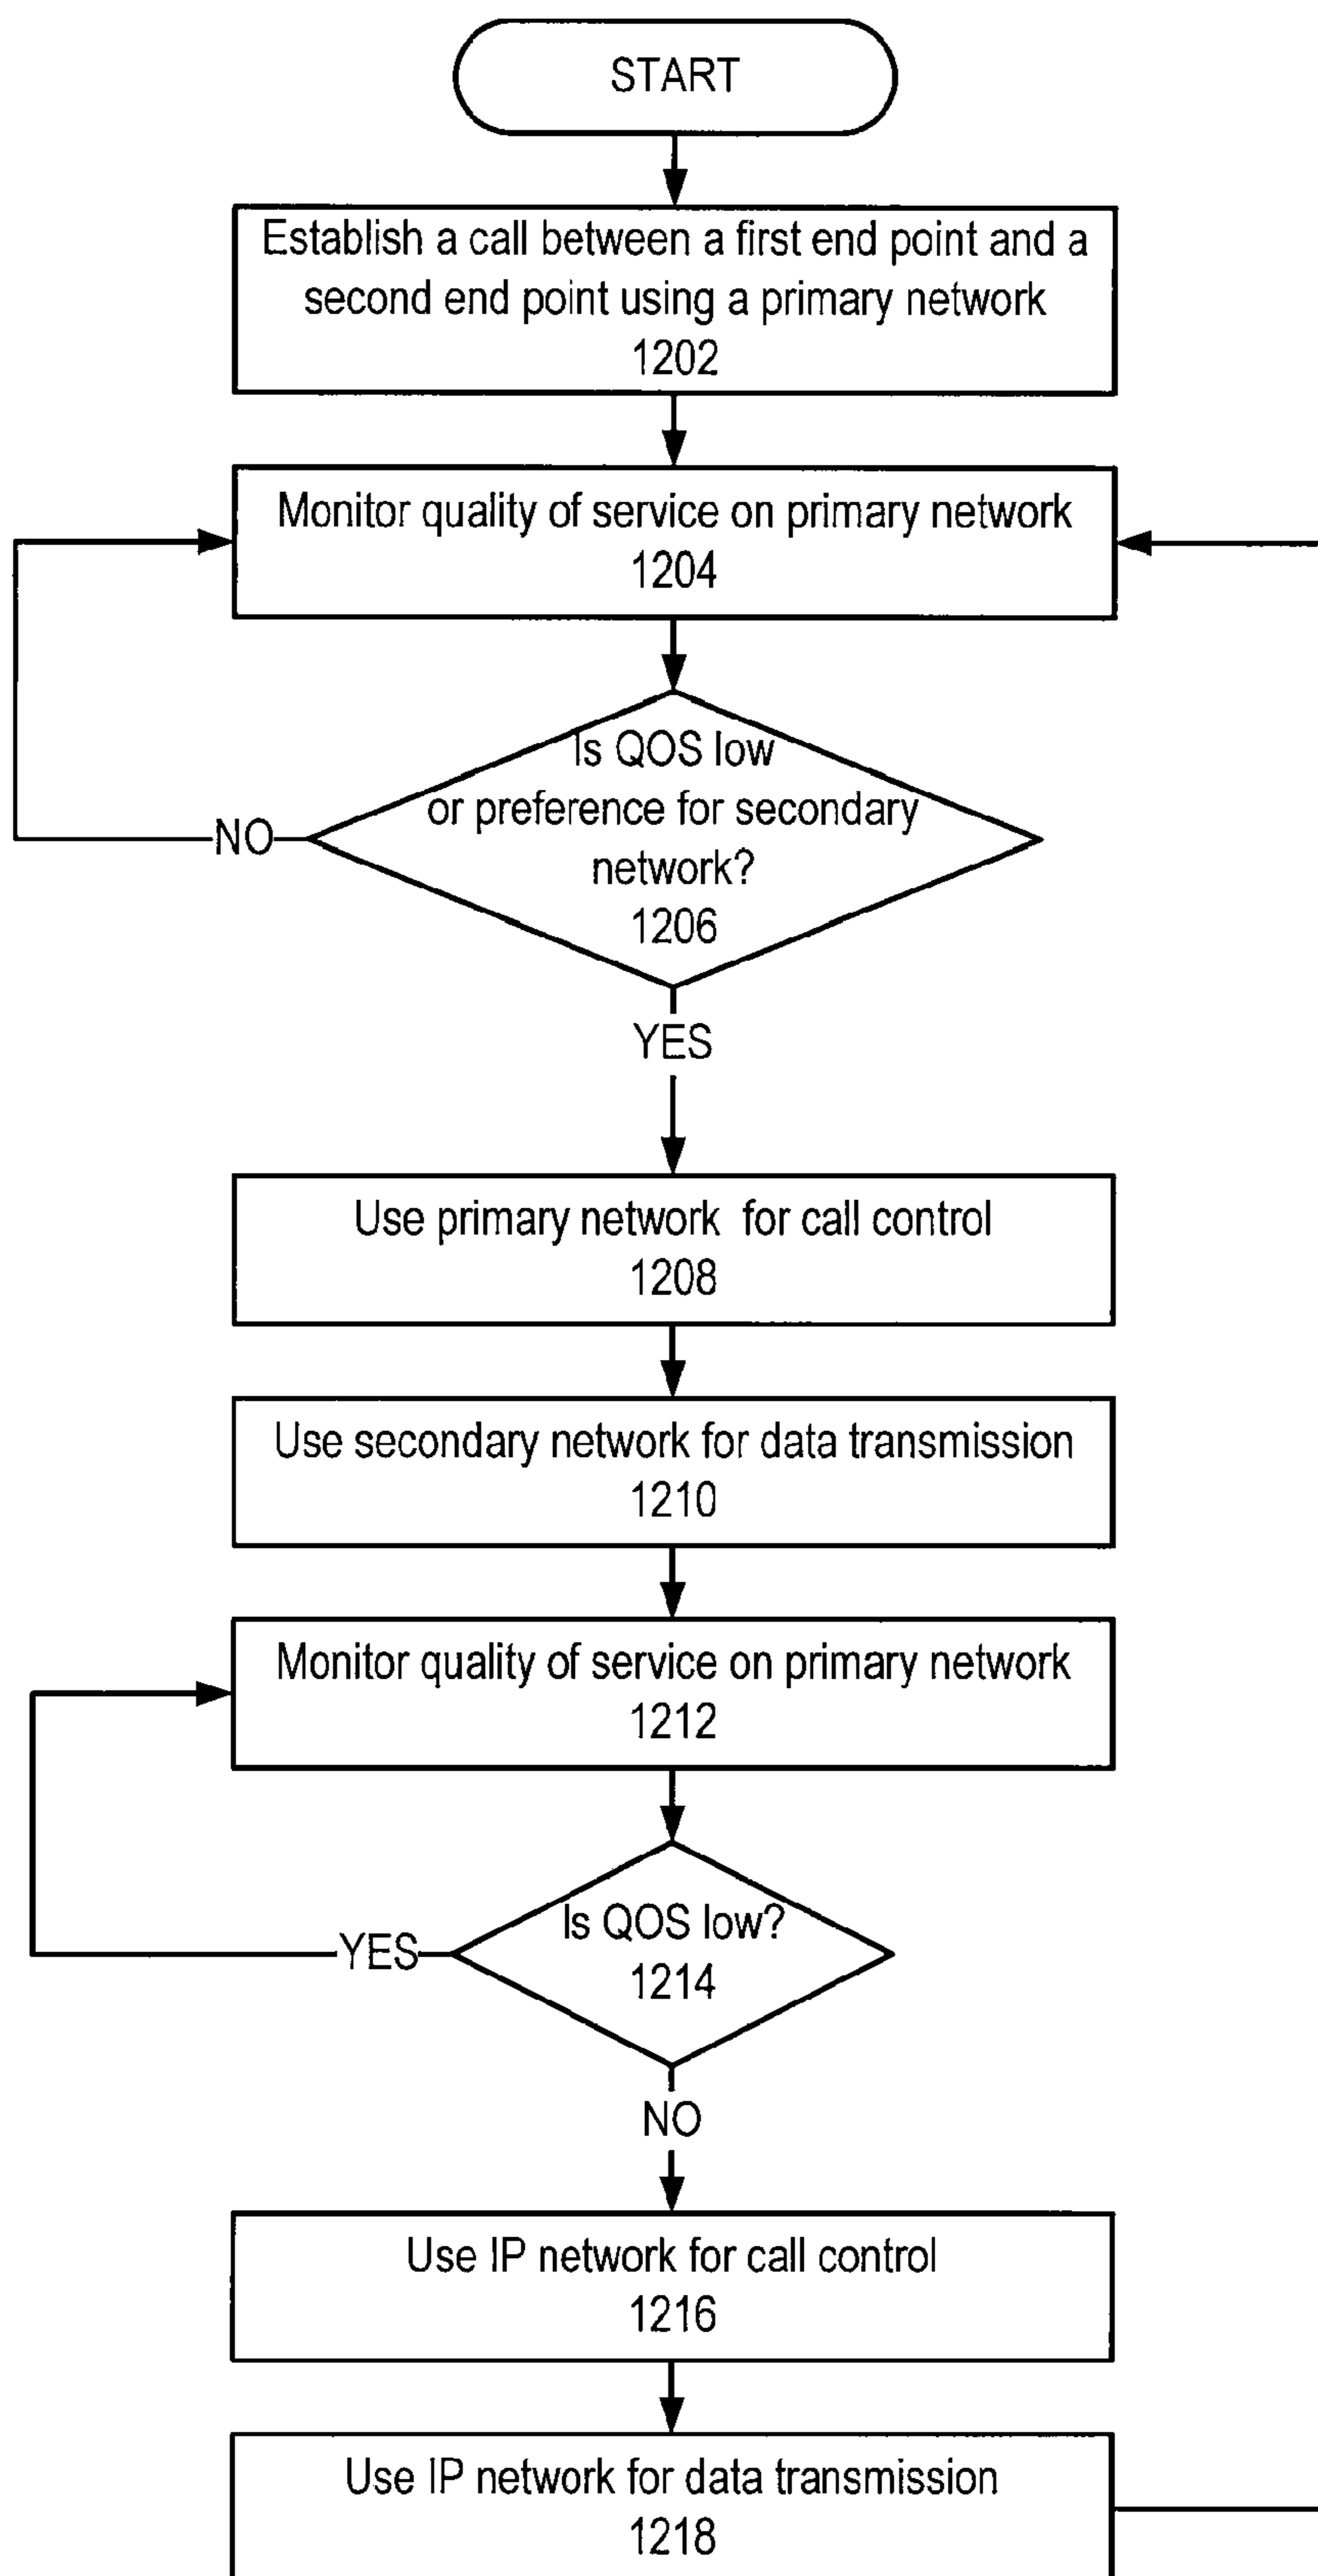 START
Establish a call between a first end point and a
second end point using a primary network
1202
Monitor quality of service on primary network
1204
Is QOS low
or preference for secondary
network?
1206
NO
YES
Use primary network for call control
1208
Use secondary network for data transmission
1210
Monitor quality of service on primary network
1212
Is QOS low?
1214
YES
NO
Use IP network for call control
1216
Use IP network for data transmission
1218